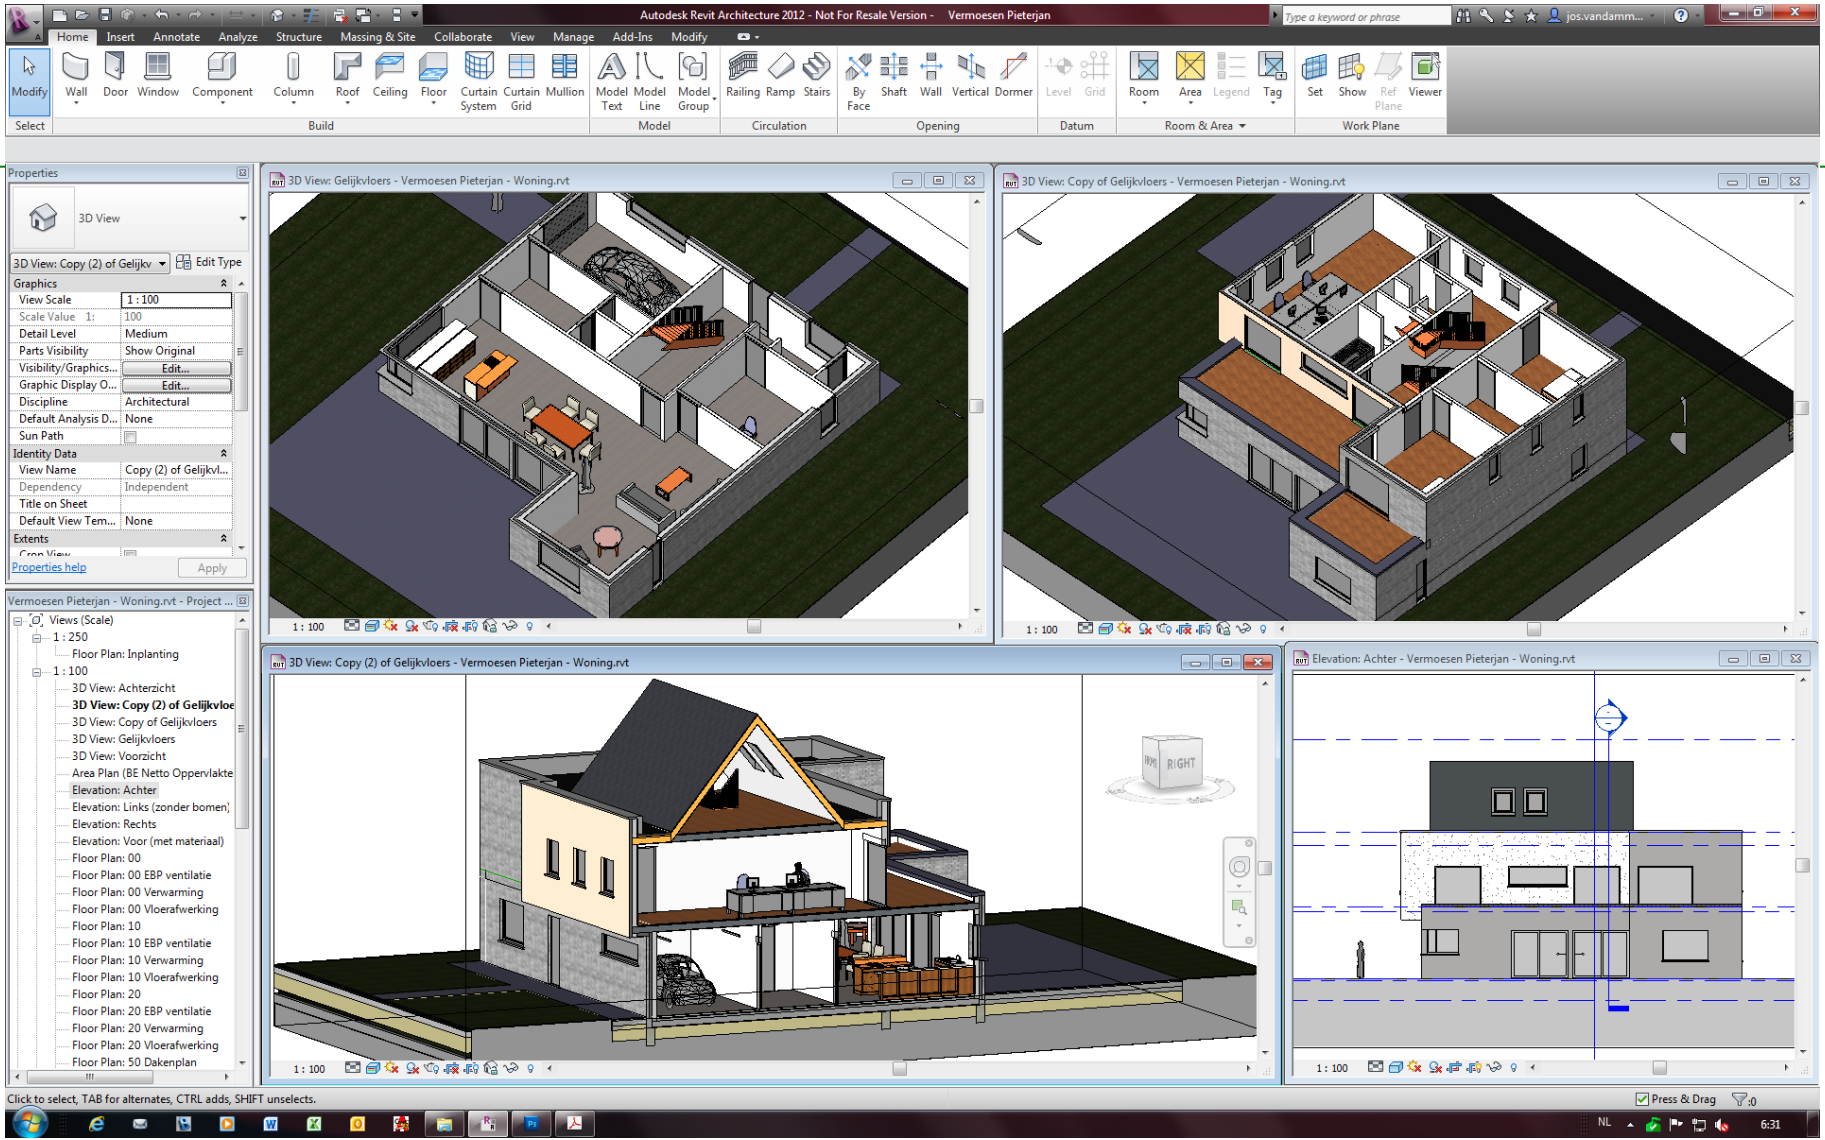 Autodesk Revit Architecture 2012 - Not For Resale Version - Vermoesen Pieterjan
Type a keyword or phrase
jos.vandamm...
Home Insert Annotate Analyze Structure Massing & Site Collaborate View Manage Add-Ins Modify
Modify Wall Door Window Component Column Roof Ceiling Floor Curtain System Curtain Grid Mullion Model Text Model Line Model Group Railing Ramp Stairs By Face Shaft Wall Vertical Dormer Level Grid Room Area Legend Tag Set Show Ref Plane Viewer
Select Build Model Circulation Opening Datum Room & Area Work Plane
Properties
3D View
3D View: Copy (2) of Gelijkv Edit Type
Graphics
View Scale 1 : 100
Scale Value 1: 100
Detail Level Medium
Parts Visibility Show Original
Visibility/Graphics... Edit...
Graphic Display O... Edit...
Discipline Architectural
Default Analysis D... None
Sun Path
Identity Data
View Name Copy (2) of Gelijkvl...
Dependency Independent
Title on Sheet
Default View Tem... None
Extents
Crop View
Properties help Apply
Vermoesen Pieterjan - Woning.rvt - Project ...
Views (Scale)
1 : 250
Floor Plan: Inplanting
1 : 100
3D View: Achterzicht
3D View: Copy (2) of Gelijkvloe
3D View: Copy of Gelijkvloers
3D View: Gelijkvloers
3D View: Voorzicht
Area Plan (BE Netto Oppervlakte
Elevation: Achter
Elevation: Links (zonder bomen)
Elevation: Rechts
Elevation: Voor (met materiaal)
Floor Plan: 00
Floor Plan: 00 EBP ventilatie
Floor Plan: 00 Verwarming
Floor Plan: 00 Vloerafwerking
Floor Plan: 10
Floor Plan: 10 EBP ventilatie
Floor Plan: 10 Verwarming
Floor Plan: 10 Vloerafwerking
Floor Plan: 20
Floor Plan: 20 EBP ventilatie
Floor Plan: 20 Verwarming
Floor Plan: 20 Vloerafwerking
Floor Plan: 50 Dakenplan
3D View: Gelijkvloers - Vermoesen Pieterjan - Woning.rvt
1 : 100
3D View: Copy of Gelijkvloers - Vermoesen Pieterjan - Woning.rvt
1 : 100
3D View: Copy (2) of Gelijkvloers - Vermoesen Pieterjan - Woning.rvt
RIGHT
1 : 100
Elevation: Achter - Vermoesen Pieterjan - Woning.rvt
1 : 100
Click to select, TAB for alternates, CTRL adds, SHIFT unselects.
Press & Drag :0
NL 6:31